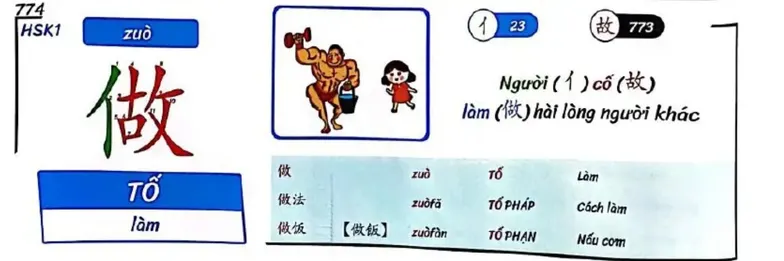 774
HSK1
zuò
做
TỐ
làm
亻 23
故 773
Người (亻) cố (故)
làm (做) hài lòng người khác
做 zuò TỐ Làm
做法 zuòfǎ TỐ PHÁP Cách làm
做饭 【做飯】 zuòfàn TỐ PHẠN Nấu cơm